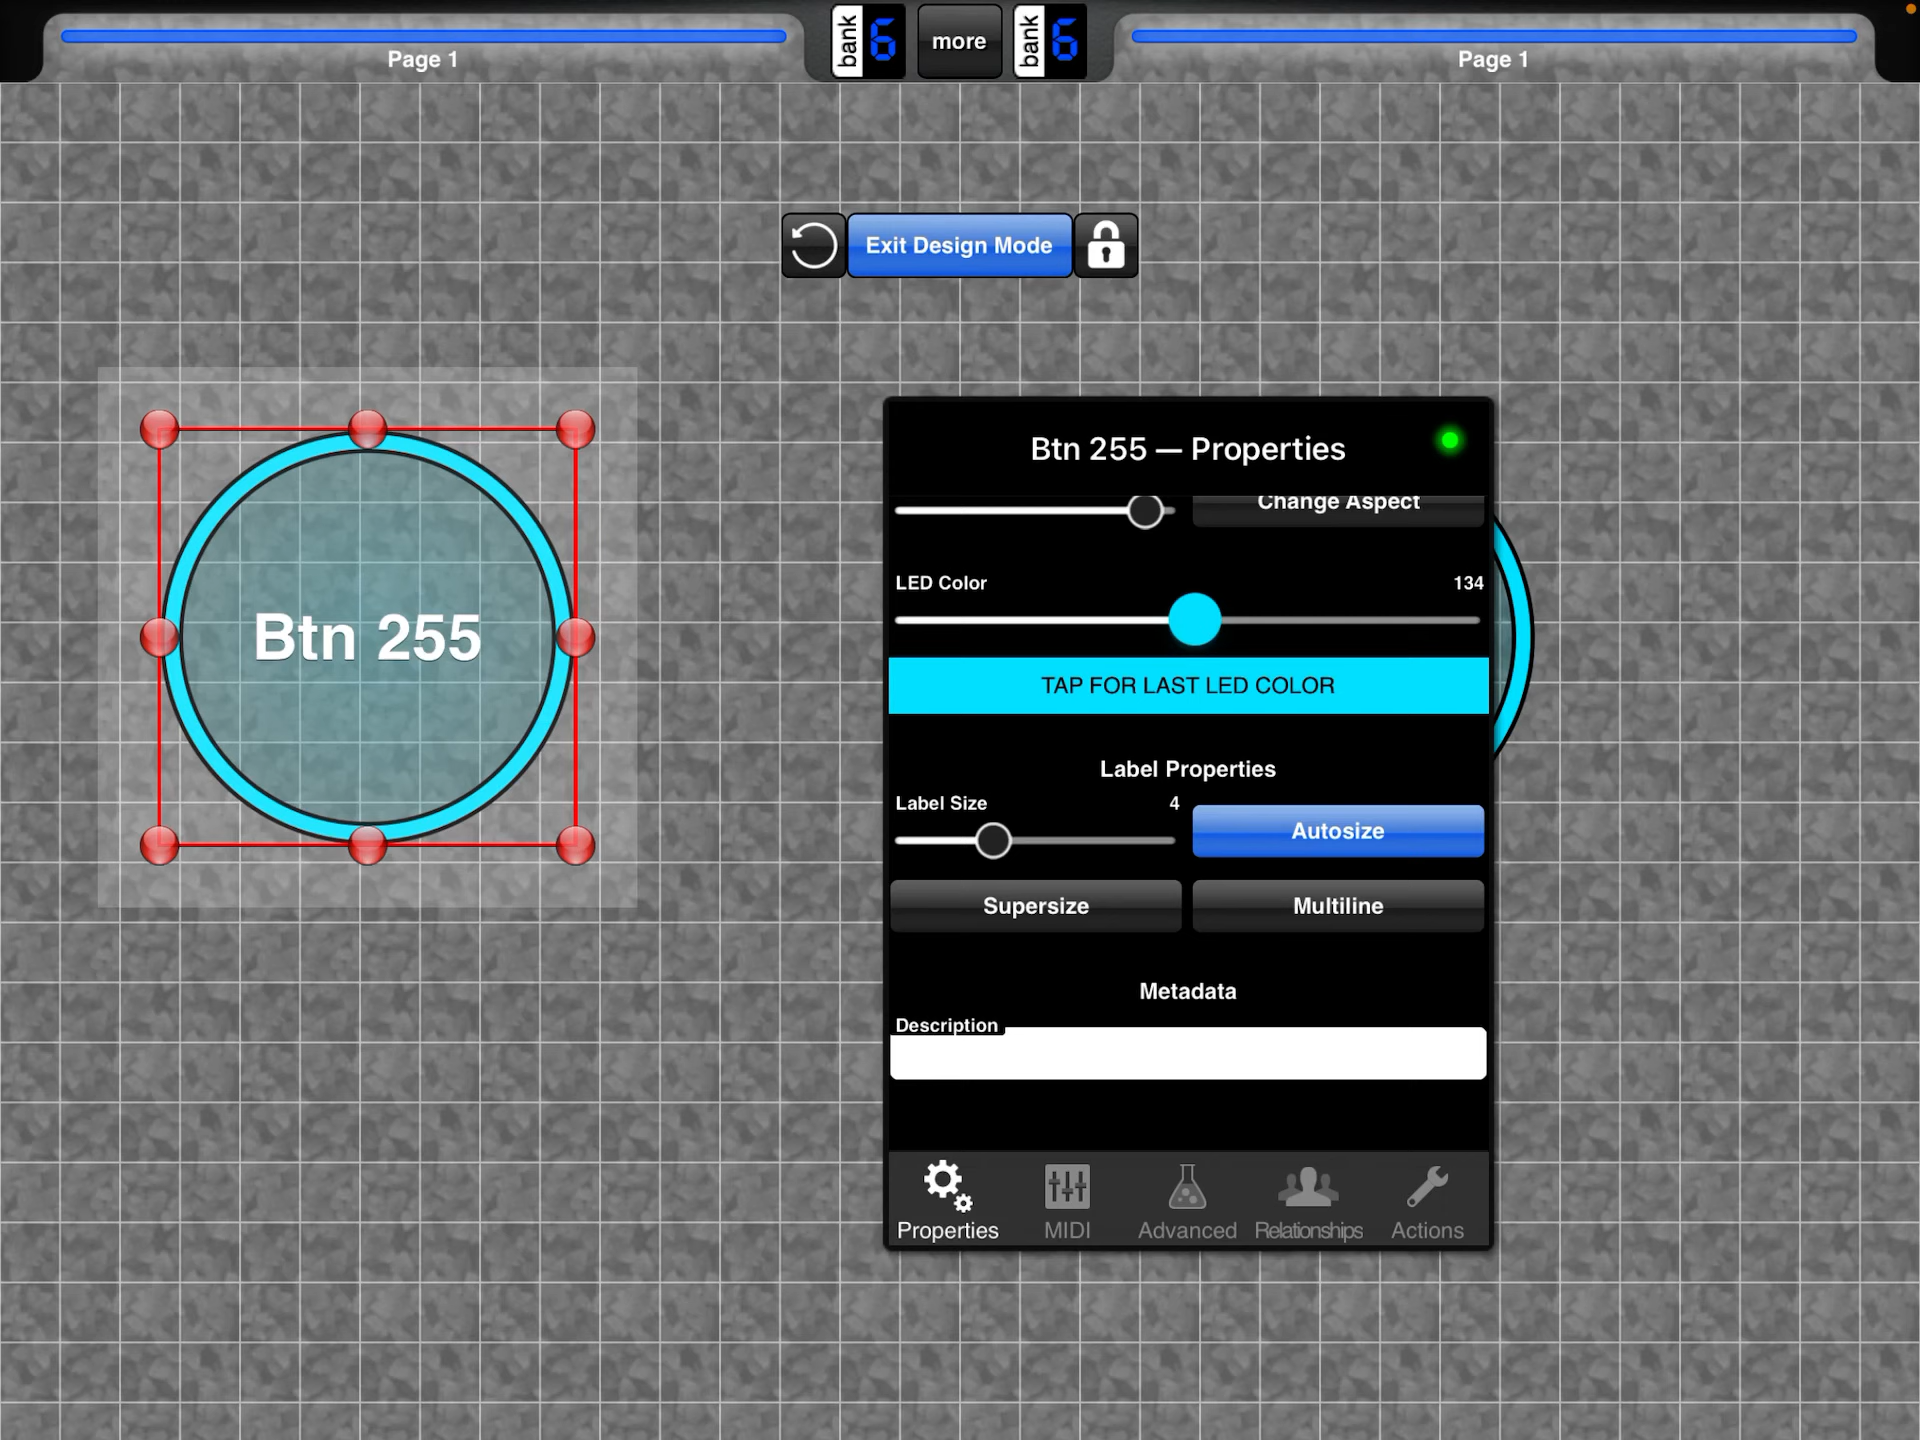 Page 1
bank 6
more
bank 6
Page 1
Exit Design Mode
Btn 255
Btn 255 — Properties
Change Aspect
LED Color 134
TAP FOR LAST LED COLOR
Label Properties
Label Size 4
Autosize
Supersize
Multiline
Metadata
Description
Properties
MIDI
Advanced
Relationships
Actions